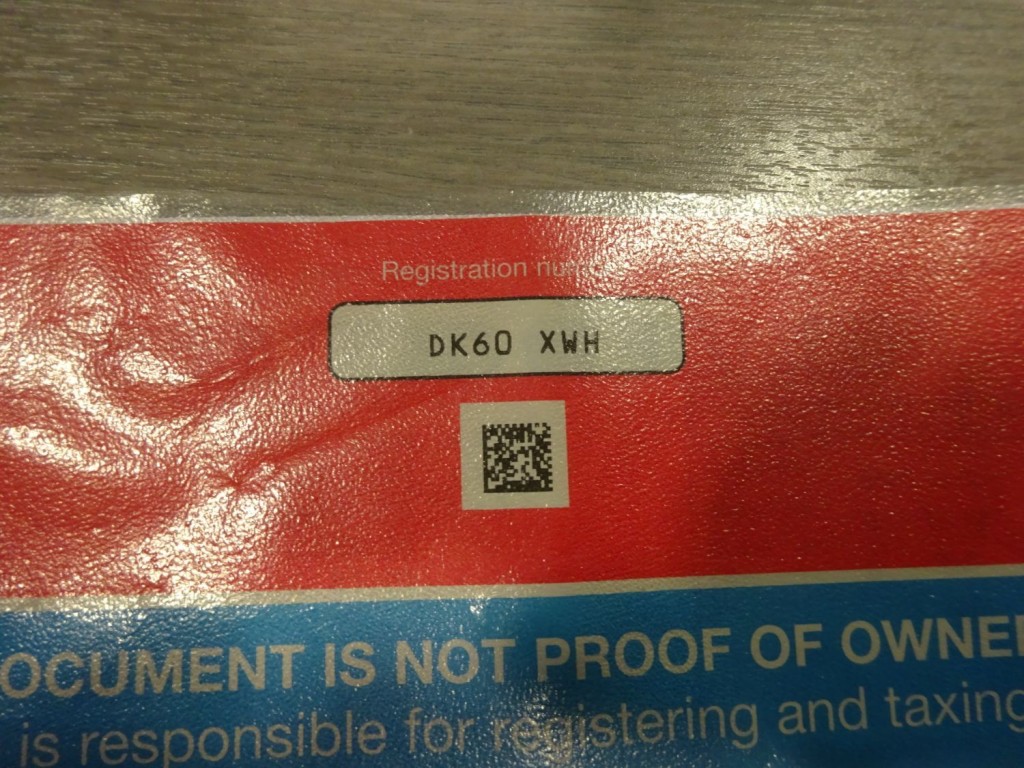 Registration
DK60 XWH
OCUMENT IS NOT PROOF OF OWNE
is responsible for registering and taxing